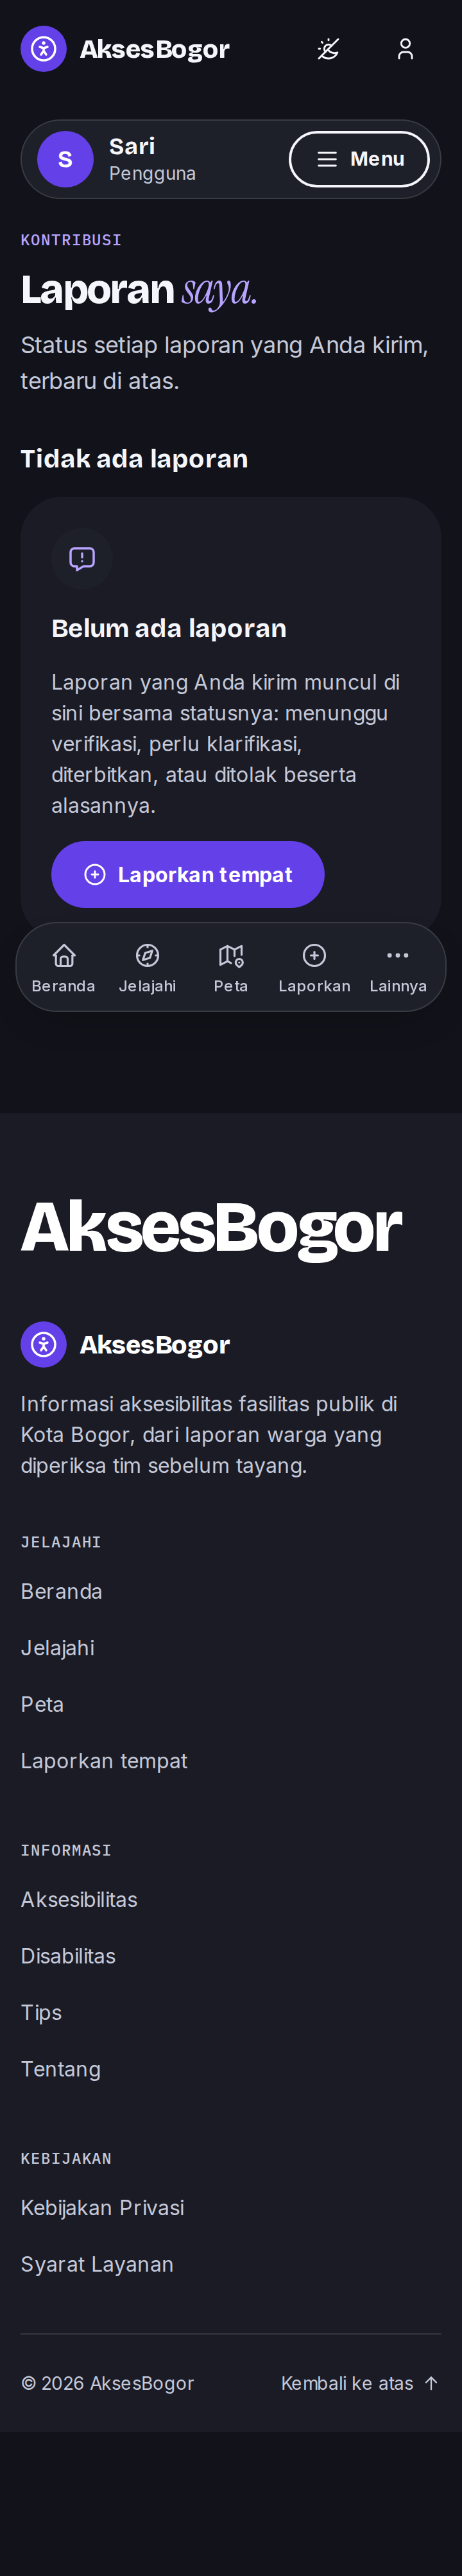 AksesBogor
S
Sari
Pengguna
Menu
KONTRIBUSI
Laporan saya.
Status setiap laporan yang Anda kirim,
terbaru di atas.
Tidak ada laporan
Belum ada laporan
Laporan yang Anda kirim muncul di
sini bersama statusnya: menunggu
verifikasi, perlu klarifikasi,
diterbitkan, atau ditolak beserta
alasannya.
Laporkan tempat
Beranda
Jelajahi
Peta
Laporkan
Lainnya
AksesBogor
AksesBogor
Informasi aksesibilitas fasilitas publik di
Kota Bogor, dari laporan warga yang
diperiksa tim sebelum tayang.
JELAJAHI
Beranda
Jelajahi
Peta
Laporkan tempat
INFORMASI
Aksesibilitas
Disabilitas
Tips
Tentang
KEBIJAKAN
Kebijakan Privasi
Syarat Layanan
© 2026 AksesBogor
Kembali ke atas ↑